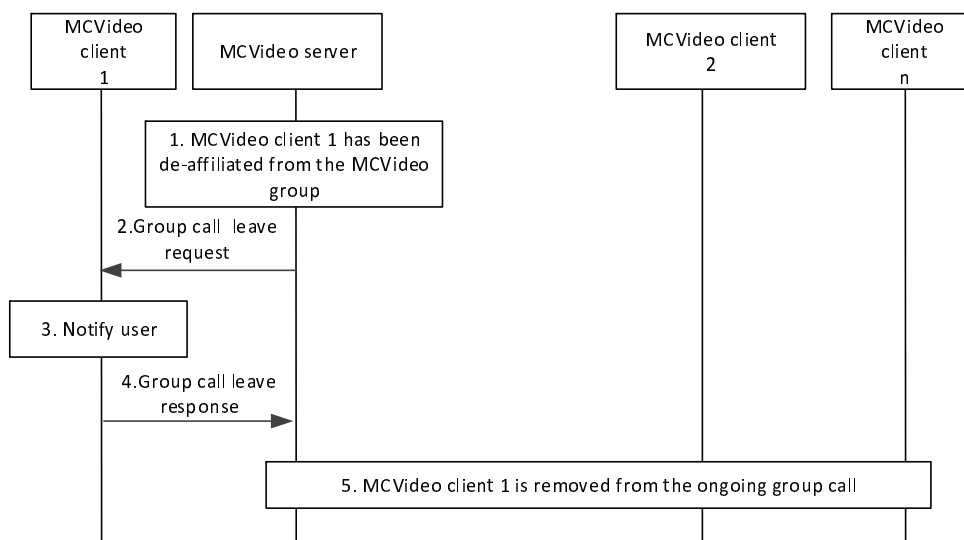 MCVideo
client
1
MCVideo server
MCVideo client
2
MCVideo
client
n
1. MCVideo client 1 has been
de-affiliated from the MCVideo
group
2.Group call leave
request
3. Notify user
4.Group call leave
response
5. MCVideo client 1 is removed from the ongoing group call